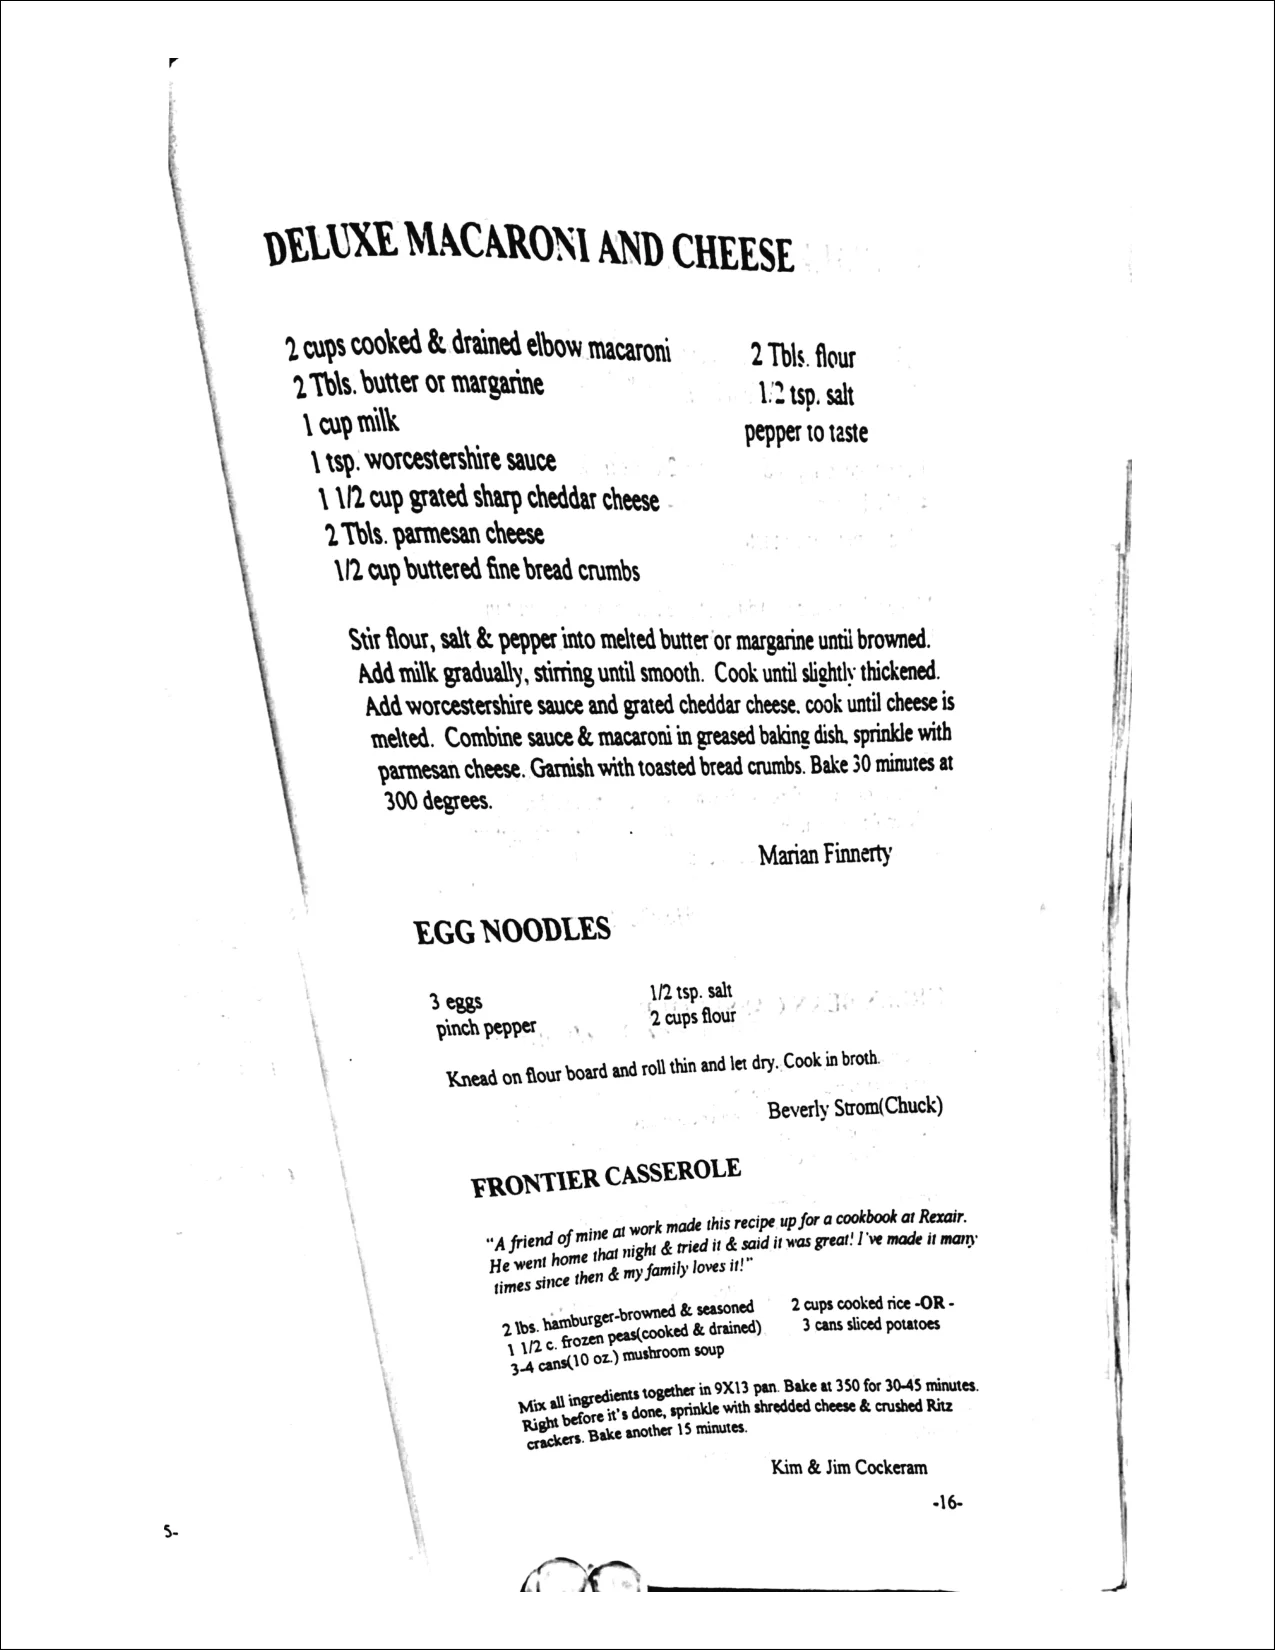 DELUXE MACARONI AND CHEESE
2 cups cooked & drained elbow macaroni 2 Tbls. flour
2 Tbls. butter or margarine 1/2 tsp. salt
1 cup milk pepper to taste
1 tsp. worcestershire sauce
1 1/2 cup grated sharp cheddar cheese
2 Tbls. parmesan cheese
1/2 cup buttered fine bread crumbs
Stir flour, salt & pepper into melted butter or margarine until browned.
Add milk gradually, stirring until smooth. Cook until slightly thickened.
Add worcestershire sauce and grated cheddar cheese. cook until cheese is
melted. Combine sauce & macaroni in greased baking dish, sprinkle with
parmesan cheese. Garnish with toasted bread crumbs. Bake 30 minutes at
300 degrees.
Marian Finnerty
EGG NOODLES
3 eggs 1/2 tsp. salt
pinch pepper 2 cups flour
Knead on flour board and roll thin and let dry. Cook in broth.
Beverly Strom(Chuck)
FRONTIER CASSEROLE
"A friend of mine at work made this recipe up for a cookbook at Rexair.
He went home that night & tried it & said it was great! I've made it many
times since then & my family loves it!"
2 lbs. hamburger-browned & seasoned 2 cups cooked rice -OR -
1 1/2 c. frozen peas(cooked & drained) 3 cans sliced potatoes
3-4 cans(10 oz.) mushroom soup
Mix all ingredients together in 9X13 pan. Bake at 350 for 30-45 minutes.
Right before it's done, sprinkle with shredded cheese & crushed Ritz
crackers. Bake another 15 minutes.
Kim & Jim Cockeram
-16-
5-